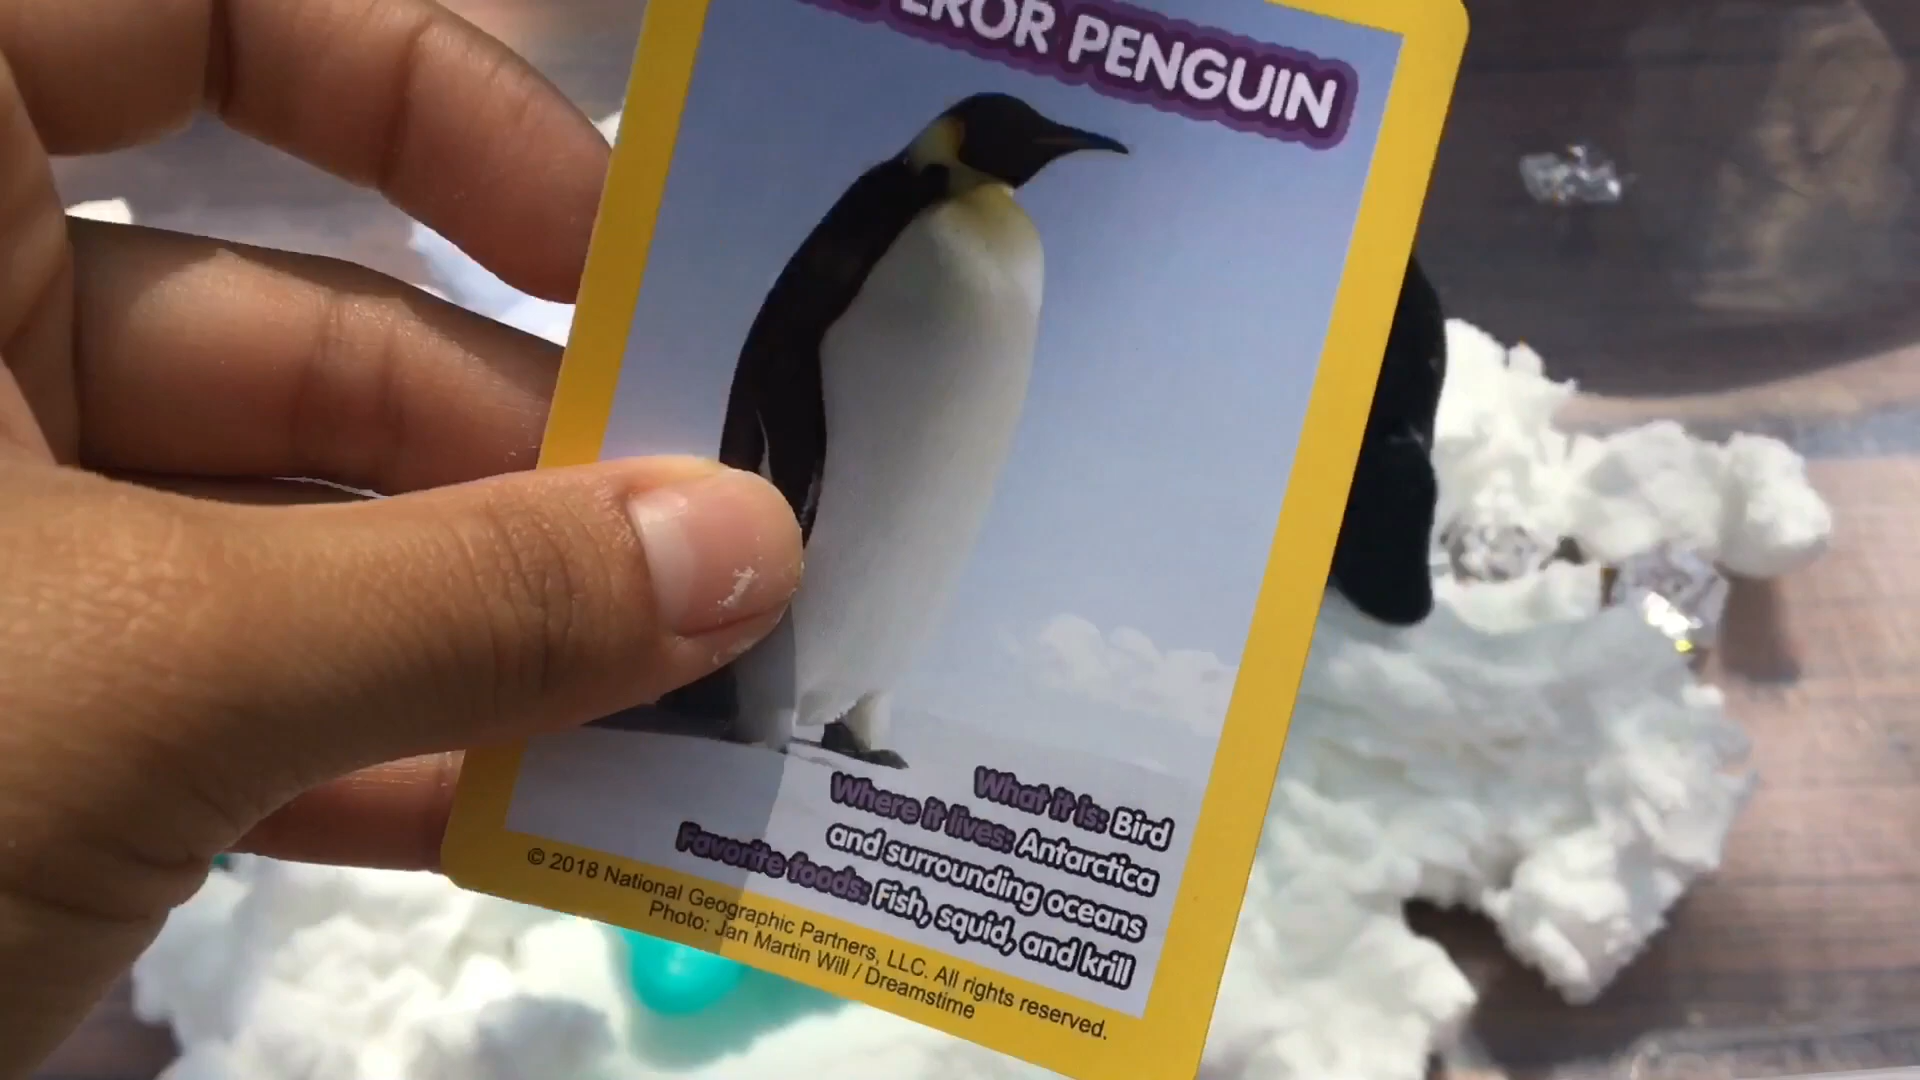 PENGUIN
What it is: Bird
Where it lives: Antarctica
and surrounding oceans
Favorite foods: Fish, squid, and krill
© 2018 National Geographic Partners, LLC. All rights reserved.
Photo: Jan Martin Will / Dreamstime